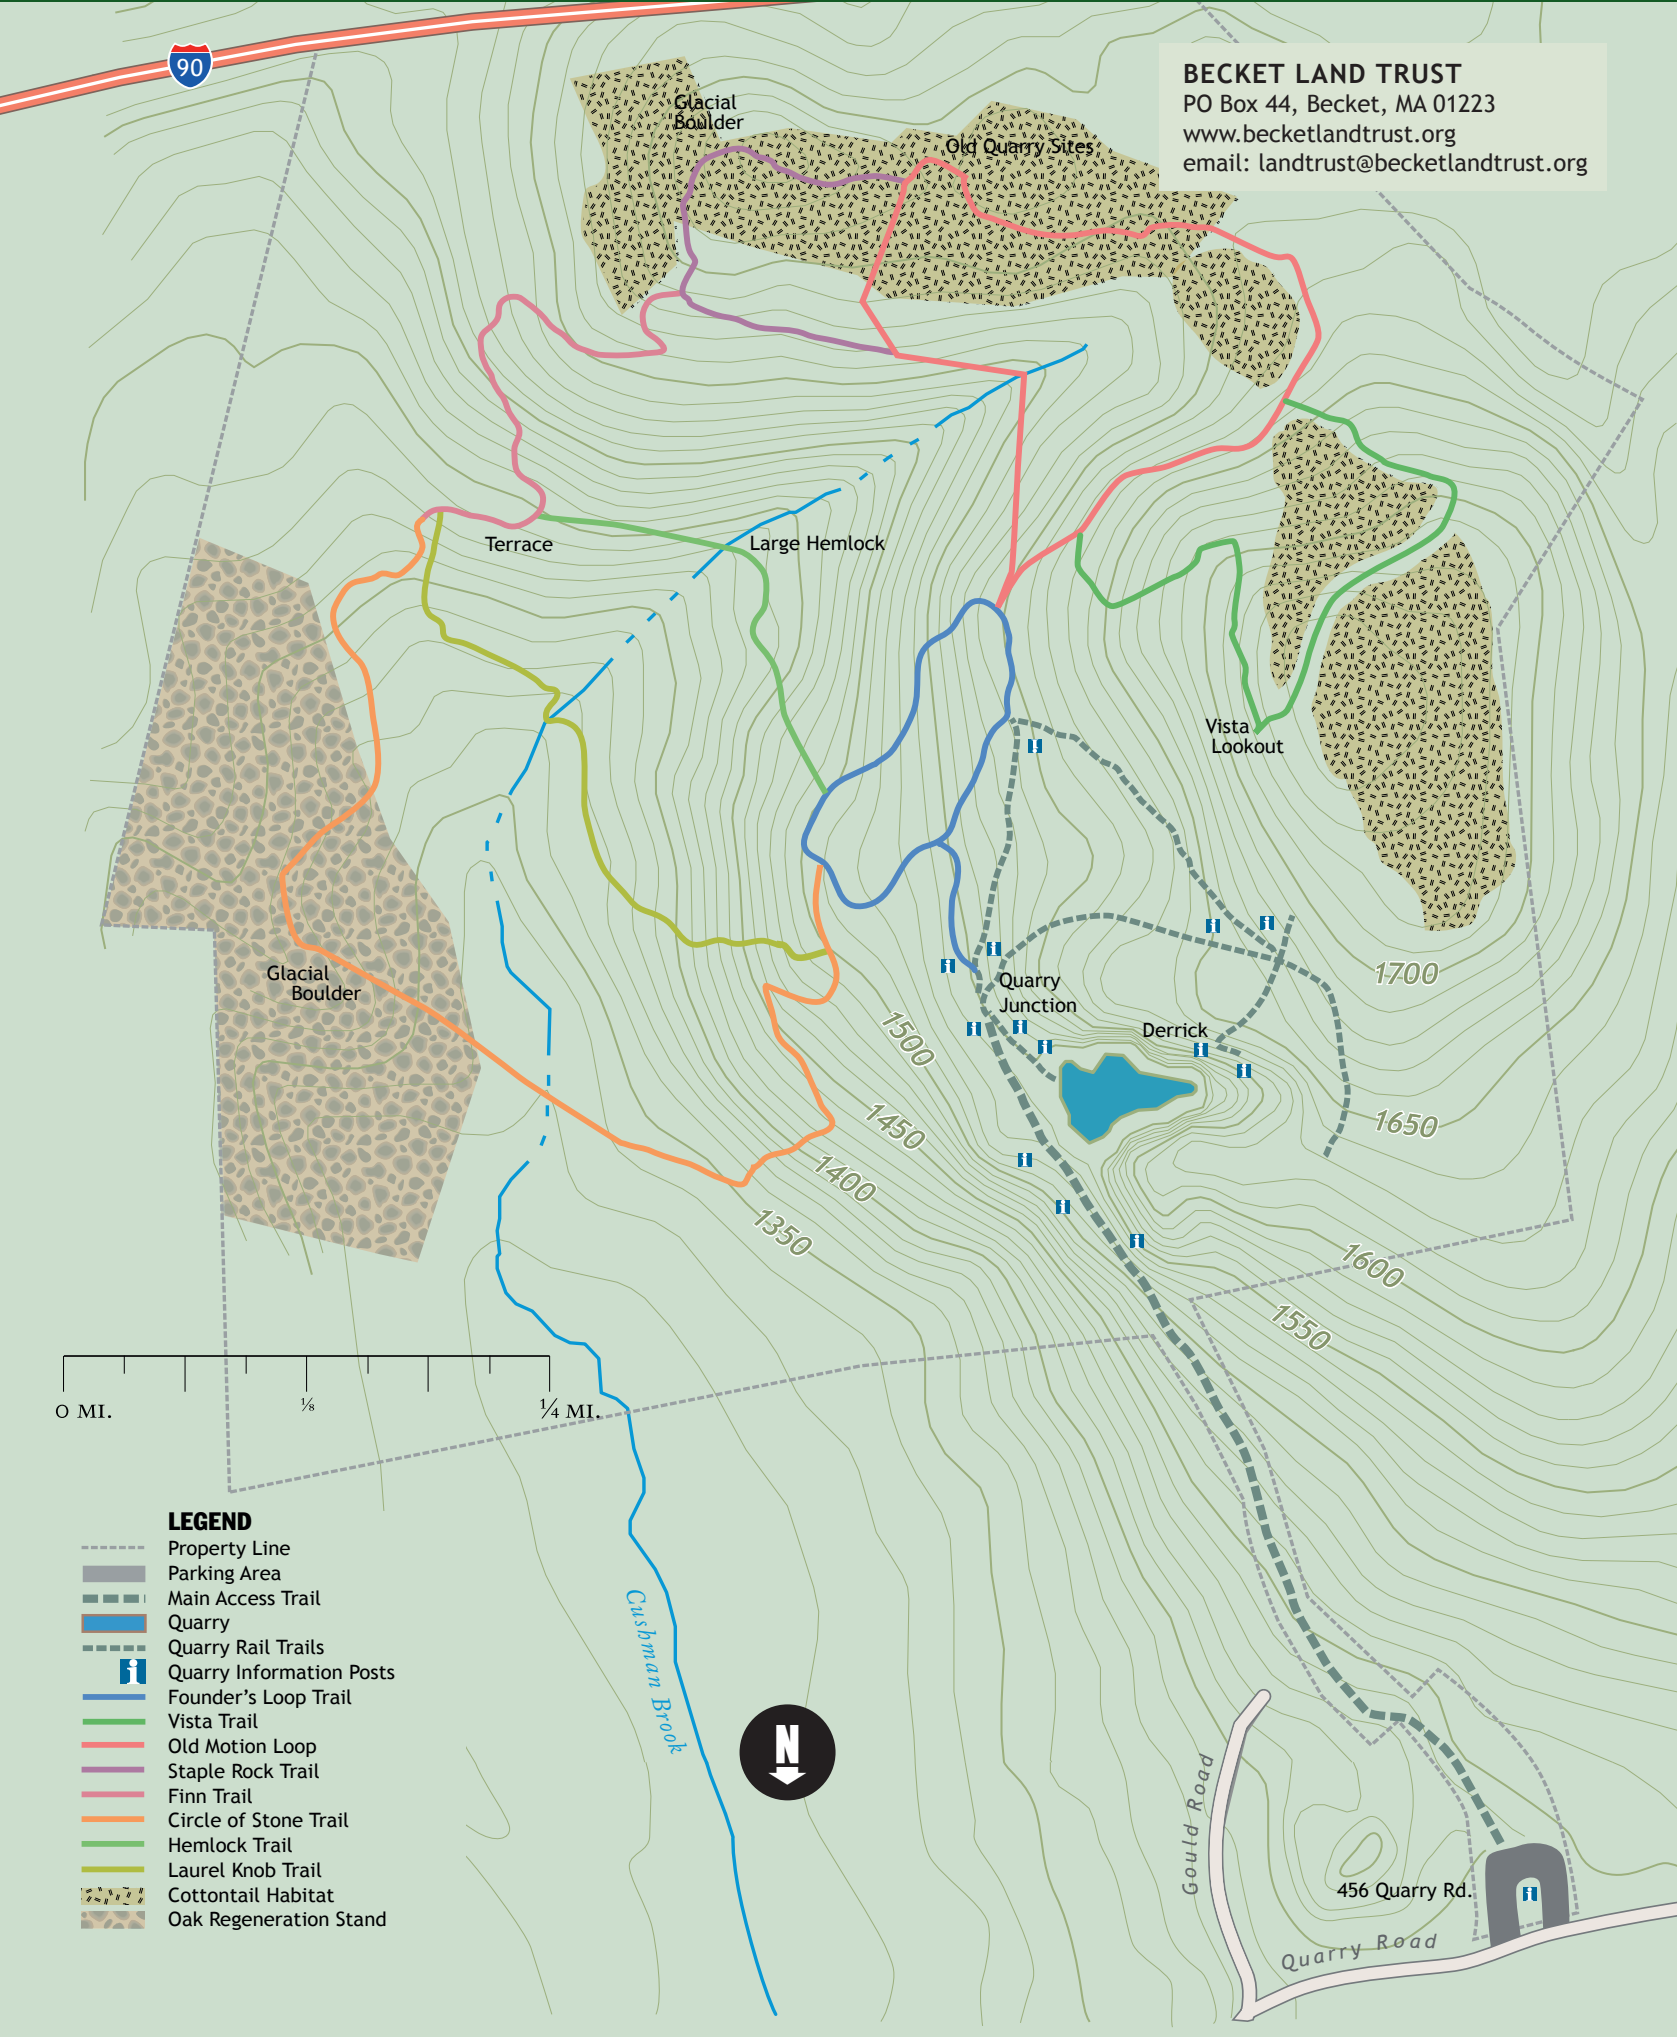 90
BECKET LAND TRUST
PO Box 44, Becket, MA 01223
www.becketlandtrust.org
email: landtrust@becketlandtrust.org
Glacial
Boulder
Old Quarry Sites
Terrace
Large Hemlock
Vista
Lookout
Glacial
Boulder
Quarry
Junction
Derrick
1700
1500
1450
1400
1350
1650
1600
1550
0 MI.
⅛
¼ MI.
LEGEND
Property Line
Parking Area
Main Access Trail
Quarry
Quarry Rail Trails
i Quarry Information Posts
Founder's Loop Trail
Vista Trail
Old Motion Loop
Staple Rock Trail
Finn Trail
Circle of Stone Trail
Hemlock Trail
Laurel Knob Trail
Cottontail Habitat
Oak Regeneration Stand
Cushman Brook
N
Gould Road
456 Quarry Rd.
Quarry Road